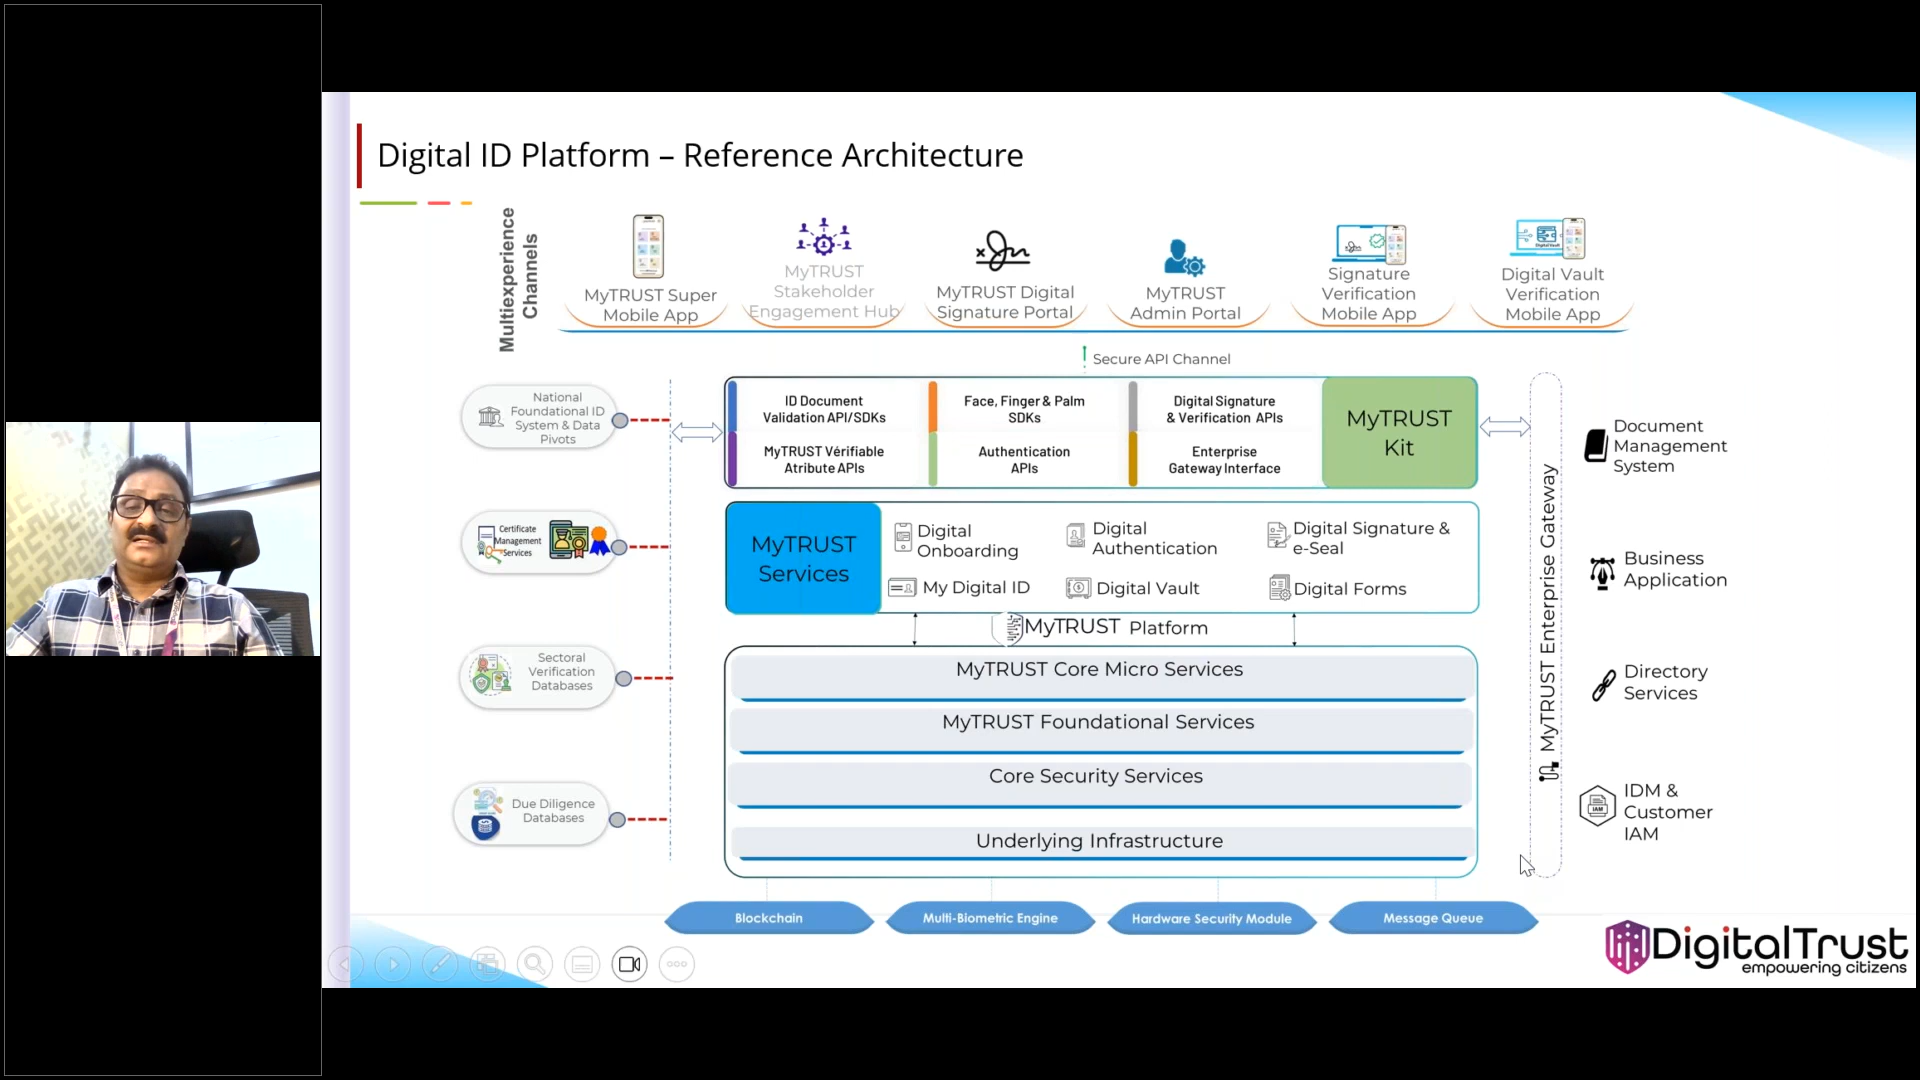 Digital ID Platform – Reference Architecture
Multiexperience
Channels
MyTRUST Super
Mobile App
MyTRUST
Stakeholder
Engagement Hub
MyTRUST Digital
Signature Portal
MyTRUST
Admin Portal
Signature
Verification
Mobile App
Digital Vault
Verification
Mobile App
Secure API Channel
National
Foundational ID
System & Data
Pivots
Certificate
Management
Services
Sectoral
Verification
Databases
Due Diligence
Databases
ID Document
Validation API/SDKs
Face, Finger & Palm
SDKs
Digital Signature
& Verification APIs
MyTRUST Vérifiable
Atribute APIs
Authentication
APIs
Enterprise
Gateway Interface
MyTRUST
Kit
MyTRUST
Services
Digital
Onboarding
Digital
Authentication
Digital Signature &
e-Seal
My Digital ID
Digital Vault
Digital Forms
MyTRUST Platform
MyTRUST Core Micro Services
MyTRUST Foundational Services
Core Security Services
Underlying Infrastructure
Blockchain
Multi-Biometric Engine
Hardware Security Module
Message Queue
MyTRUST Enterprise Gateway
Document
Management
System
Business
Application
Directory
Services
IAM
IDM &
Customer
IAM
DigitalTrust
empowering citizens